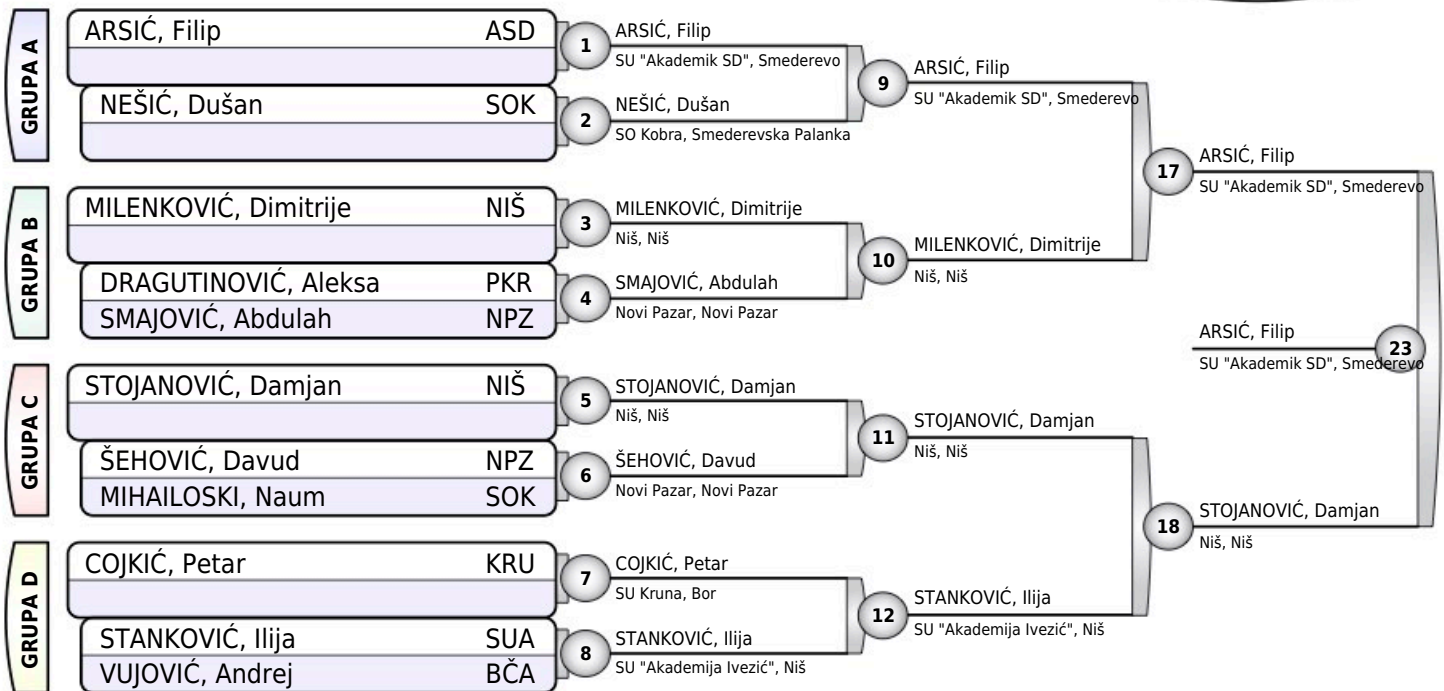 GRUPA A
ARSIĆ, Filip ASD
NEŠIĆ, Dušan SOK
GRUPA B
MILENKOVIĆ, Dimitrije NIŠ
DRAGUTINOVIĆ, Aleksa PKR
SMAJOVIĆ, Abdulah NPZ
GRUPA C
STOJANOVIĆ, Damjan NIŠ
ŠEHOVIĆ, Davud NPZ
MIHAILOSKI, Naum SOK
GRUPA D
COJKIĆ, Petar KRU
STANKOVIĆ, Ilija SUA
VUJOVIĆ, Andrej BČA
1
ARSIĆ, Filip
SU "Akademik SD", Smederevo
2
NEŠIĆ, Dušan
SO Kobra, Smederevska Palanka
3
MILENKOVIĆ, Dimitrije
Niš, Niš
4
SMAJOVIĆ, Abdulah
Novi Pazar, Novi Pazar
5
STOJANOVIĆ, Damjan
Niš, Niš
6
ŠEHOVIĆ, Davud
Novi Pazar, Novi Pazar
7
COJKIĆ, Petar
SU Kruna, Bor
8
STANKOVIĆ, Ilija
SU "Akademija Ivezić", Niš
9
ARSIĆ, Filip
SU "Akademik SD", Smederevo
10
MILENKOVIĆ, Dimitrije
Niš, Niš
11
STOJANOVIĆ, Damjan
Niš, Niš
12
STANKOVIĆ, Ilija
SU "Akademija Ivezić", Niš
17
ARSIĆ, Filip
SU "Akademik SD", Smederevo
18
STOJANOVIĆ, Damjan
Niš, Niš
23
ARSIĆ, Filip
SU "Akademik SD", Smederevo